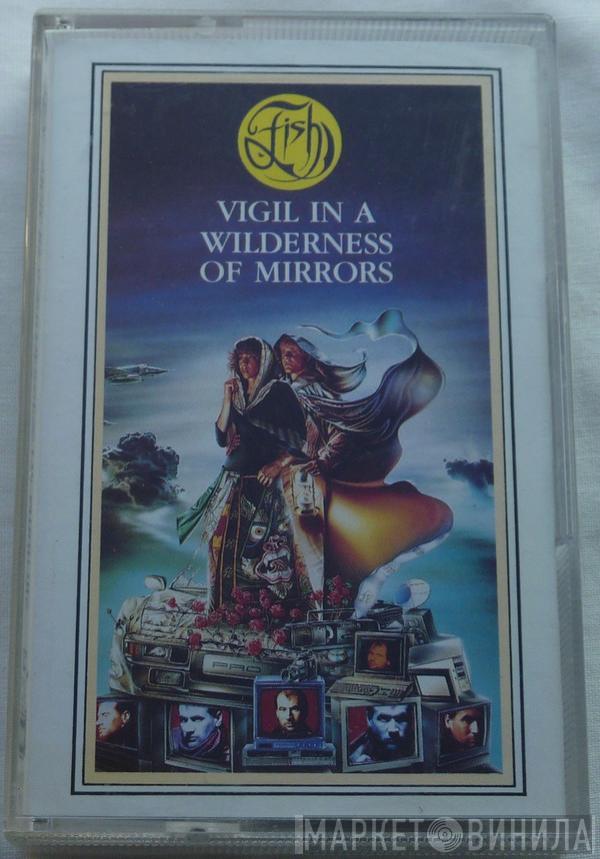 Fish
VIGIL IN A
WILDERNESS
OF MIRRORS
МАРКЕТ ВИНИЛА